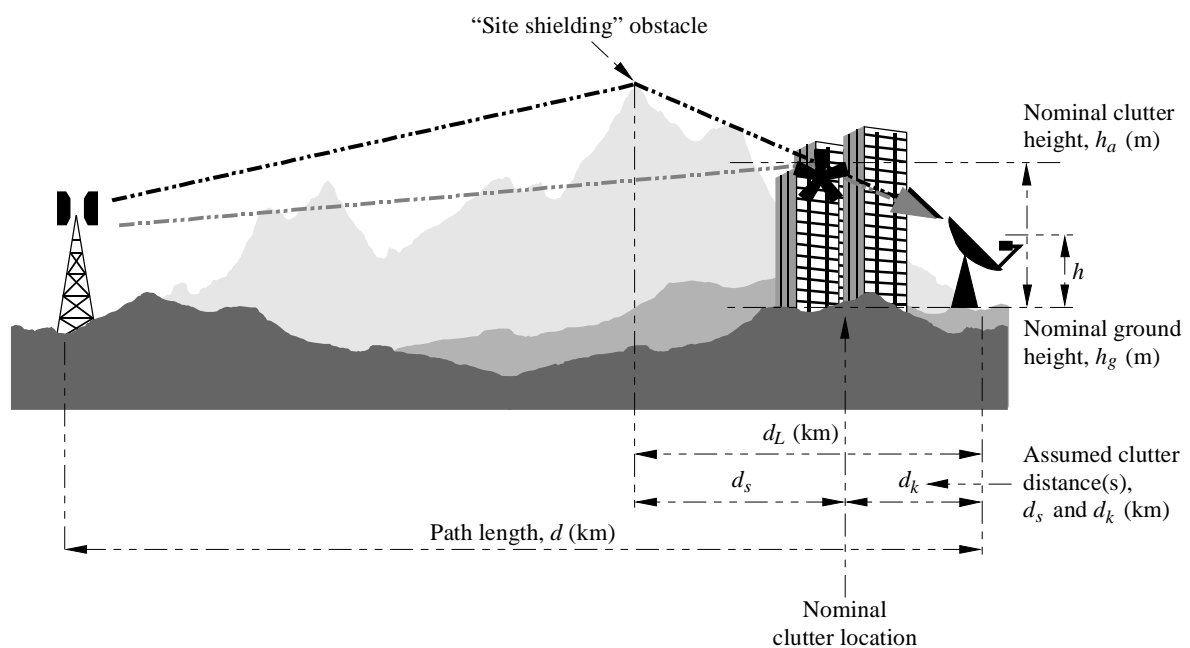 “Site shielding” obstacle
Nominal clutter
height, hₐ (m)
h
Nominal ground
height, h_g (m)
d_L (km)
d_s
d_k
Assumed clutter
distance(s),
d_s and d_k (km)
Path length, d (km)
Nominal
clutter location